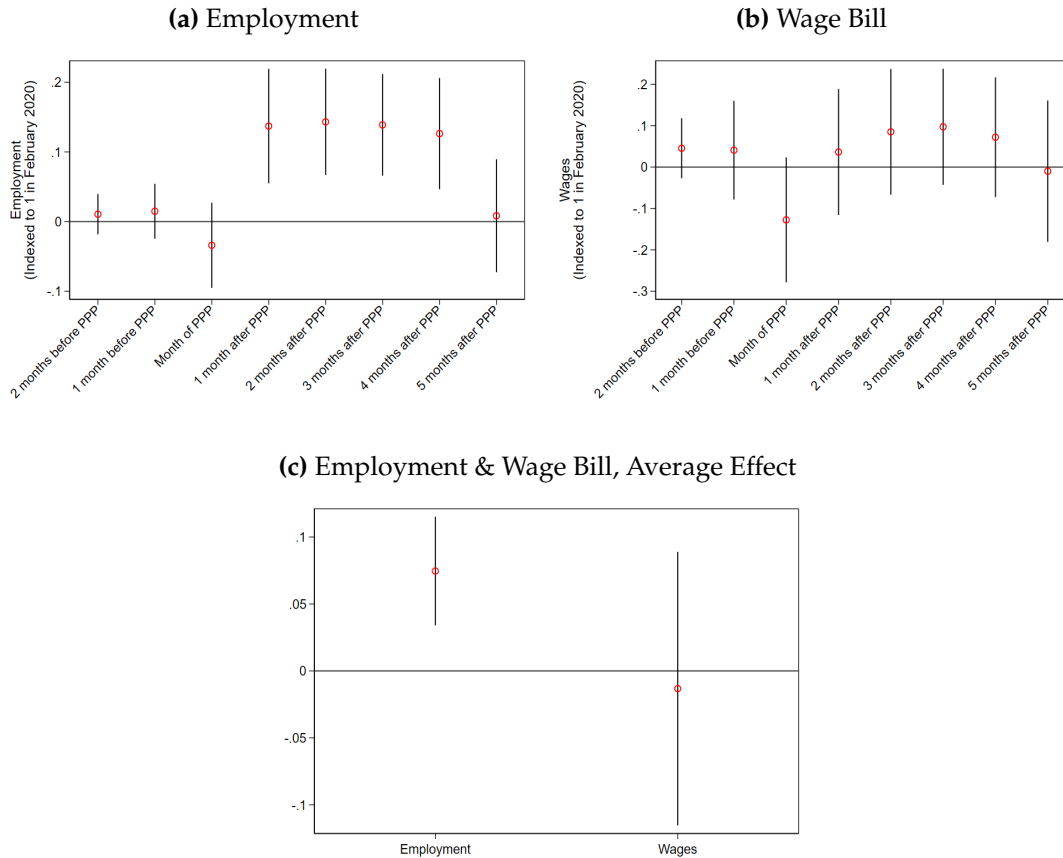 (a) Employment
Employment
(Indexed to 1 in February 2020)
.2
.1
0
-.1
2 months before PPP
1 month before PPP
Month of PPP
1 month after PPP
2 months after PPP
3 months after PPP
4 months after PPP
5 months after PPP
(b) Wage Bill
Wages
(Indexed to 1 in February 2020)
.2
.1
0
-.1
-.2
-.3
2 months before PPP
1 month before PPP
Month of PPP
1 month after PPP
2 months after PPP
3 months after PPP
4 months after PPP
5 months after PPP
(c) Employment & Wage Bill, Average Effect
.1
.05
0
-.05
-.1
Employment
Wages